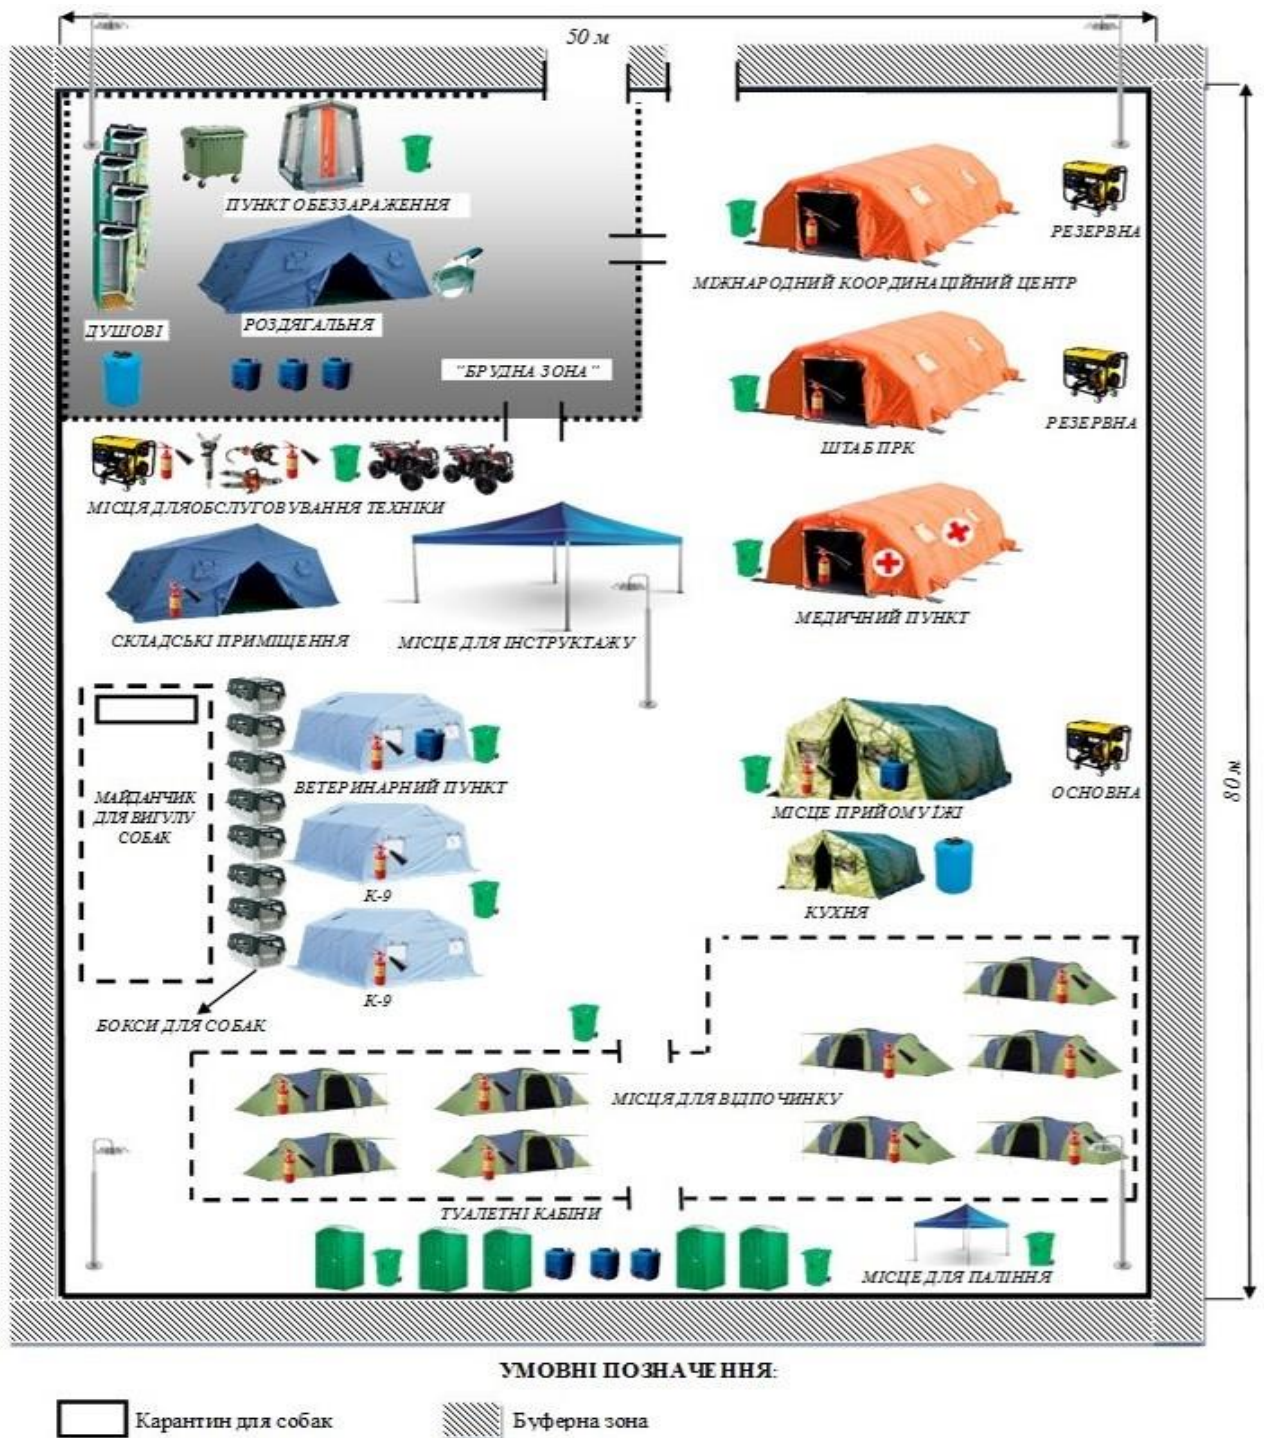 50 м
ПУНКТ ОБЕЗЗАРАЖЕННЯ
РЕЗЕРВНА
МІЖНАРОДНИЙ КООРДИНАЦІЙНИЙ ЦЕНТР
ДУШОВІ
РОЗДЯГАЛЬНЯ
"БРУДНА ЗОНА"
РЕЗЕРВНА
ШТАБ ПРК
МІСЦЯ ДЛЯ ОБСЛУГОВУВАННЯ ТЕХНІКИ
МЕДИЧНИЙ ПУНКТ
СКЛАДСЬКІ ПРИМІЩЕННЯ
МІСЦЕ ДЛЯ ІНСТРУКТАЖУ
80 м
ВЕТЕРИНАРНИЙ ПУНКТ
МАЙДАНЧИК
ДЛЯ ВИГУЛУ
СОБАК
ОСНОВНА
МІСЦЕ ПРИЙОМУ ЇЖІ
К-9
КУХНЯ
К-9
БОКСИ ДЛЯ СОБАК
МІСЦЯ ДЛЯ ВІДПОЧИНКУ
ТУАЛЕТНІ КАБІНИ
МІСЦЕ ДЛЯ ПАЛІННЯ
УМОВНІ ПОЗНАЧЕННЯ:
Карантин для собак
Буферна зона